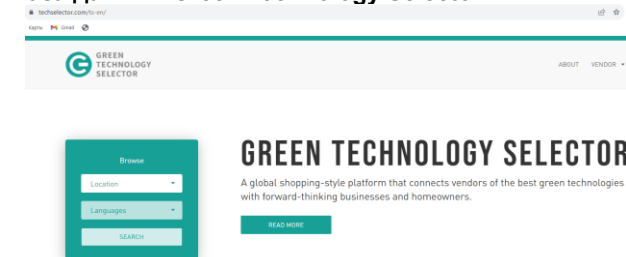 techselector.com/ts-en/
Карты Gmail
GREEN
TECHNOLOGY
SELECTOR
ABOUT VENDOR
Browse
Location
Languages
SEARCH
GREEN TECHNOLOGY SELECTOR
A global shopping-style platform that connects vendors of the best green technologies
with forward-thinking businesses and homeowners.
READ MORE